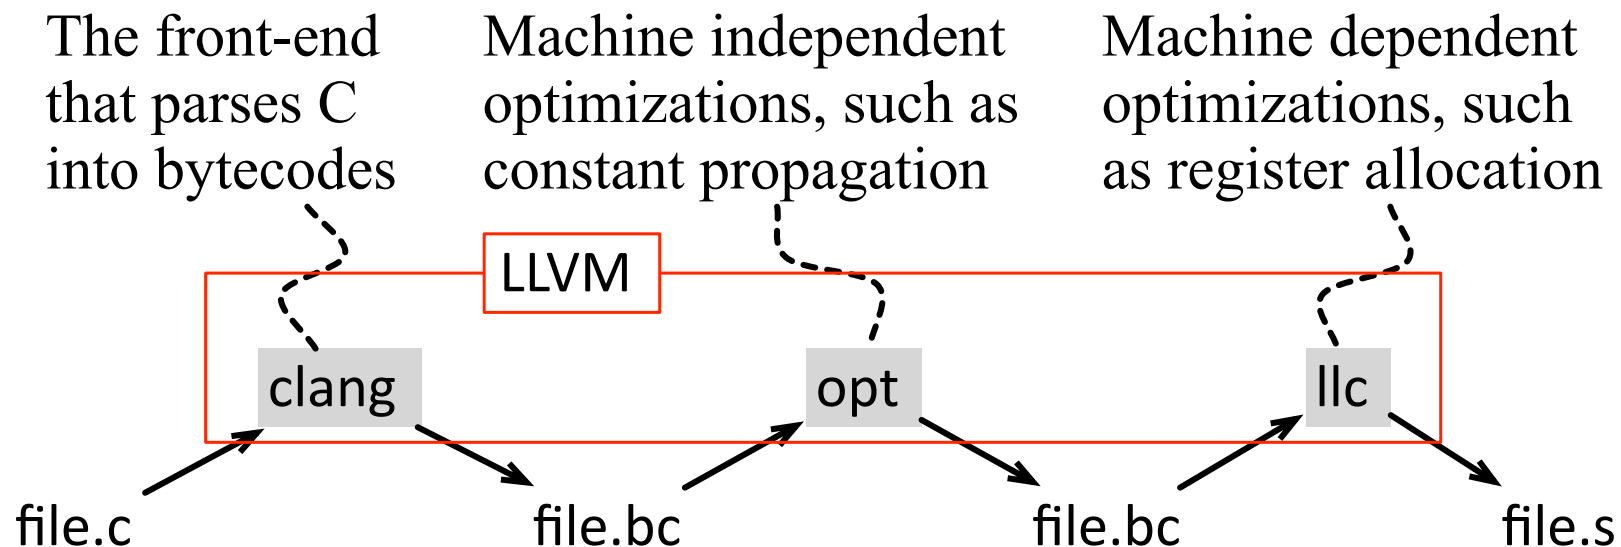 The front-end
that parses C
into bytecodes
Machine independent
optimizations, such as
constant propagation
Machine dependent
optimizations, such
as register allocation
LLVM
clang
opt
llc
file.c
file.bc
file.bc
file.s